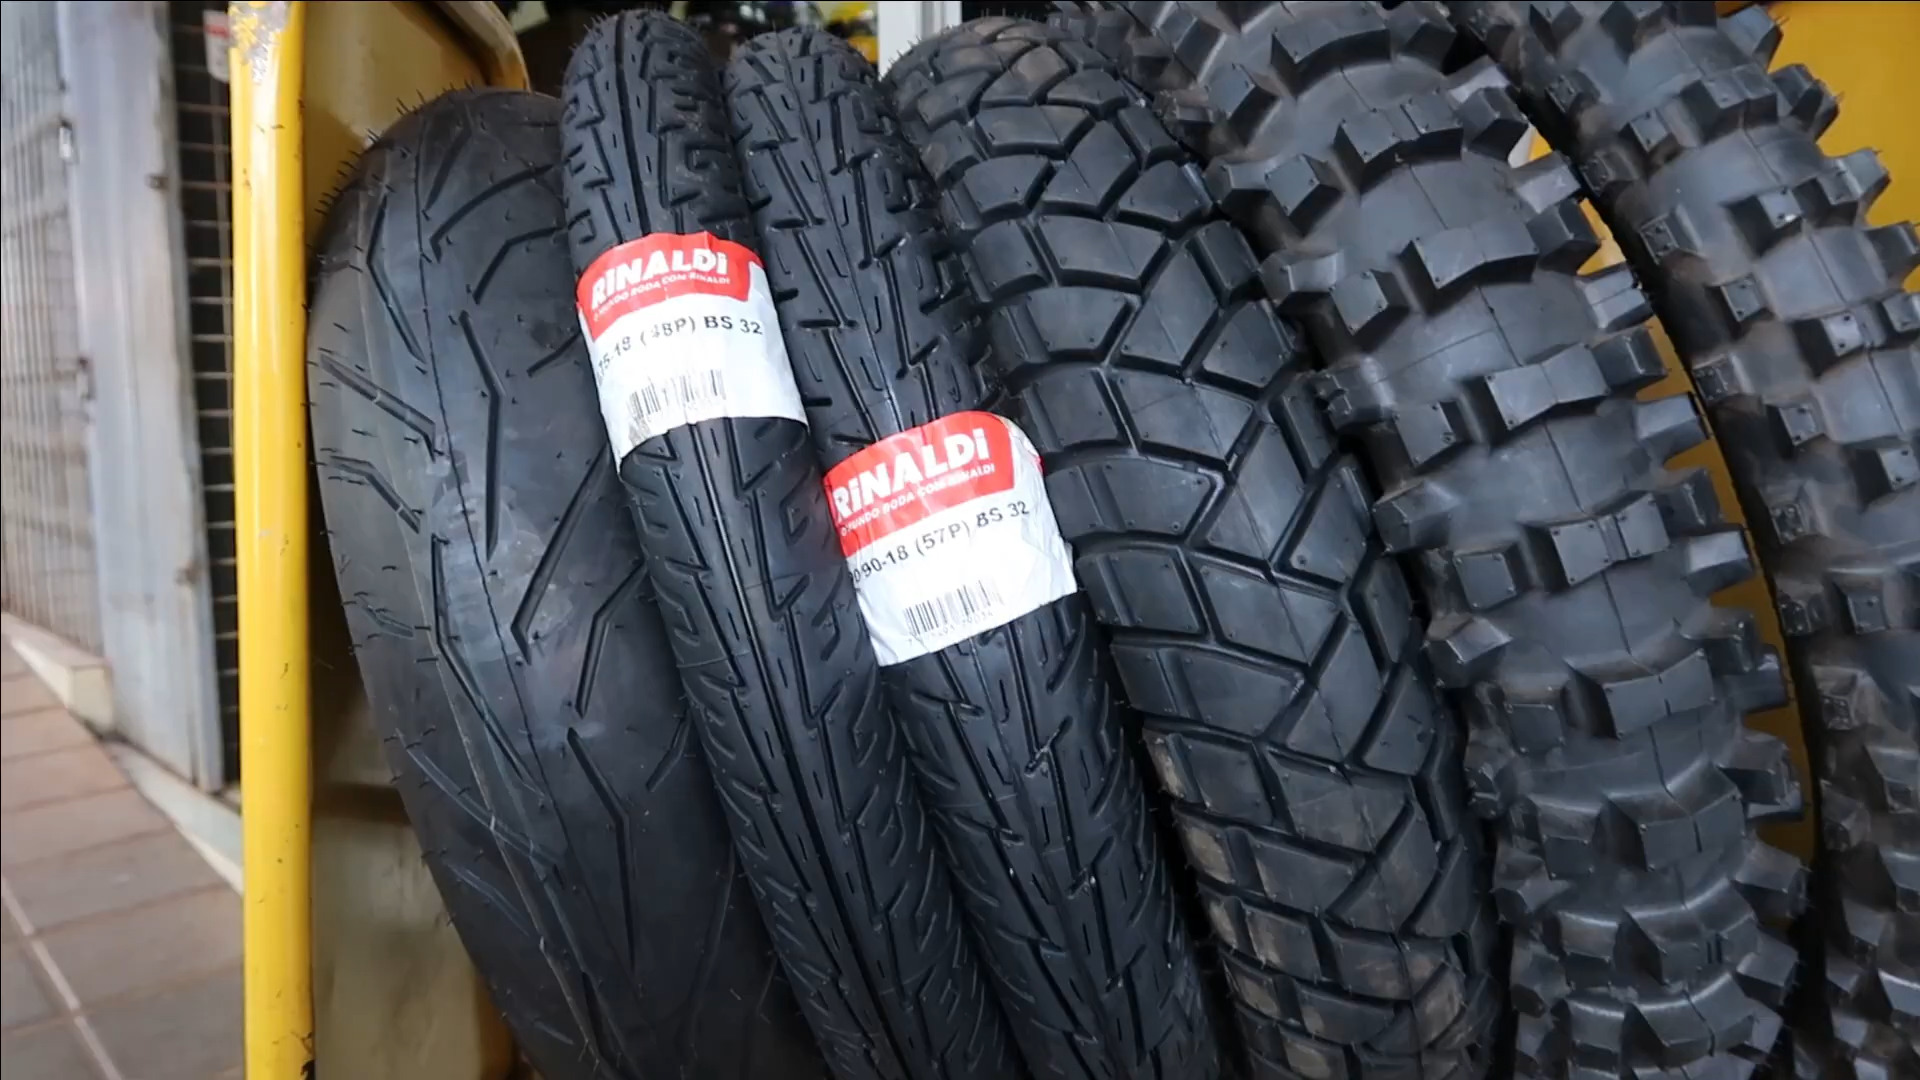 RiNALDi
O MUNDO RODA COM RINALDI
(48P) BS 32
RiNALDi
O MUNDO RODA COM RINALDI
90-18 (57P) BS 32